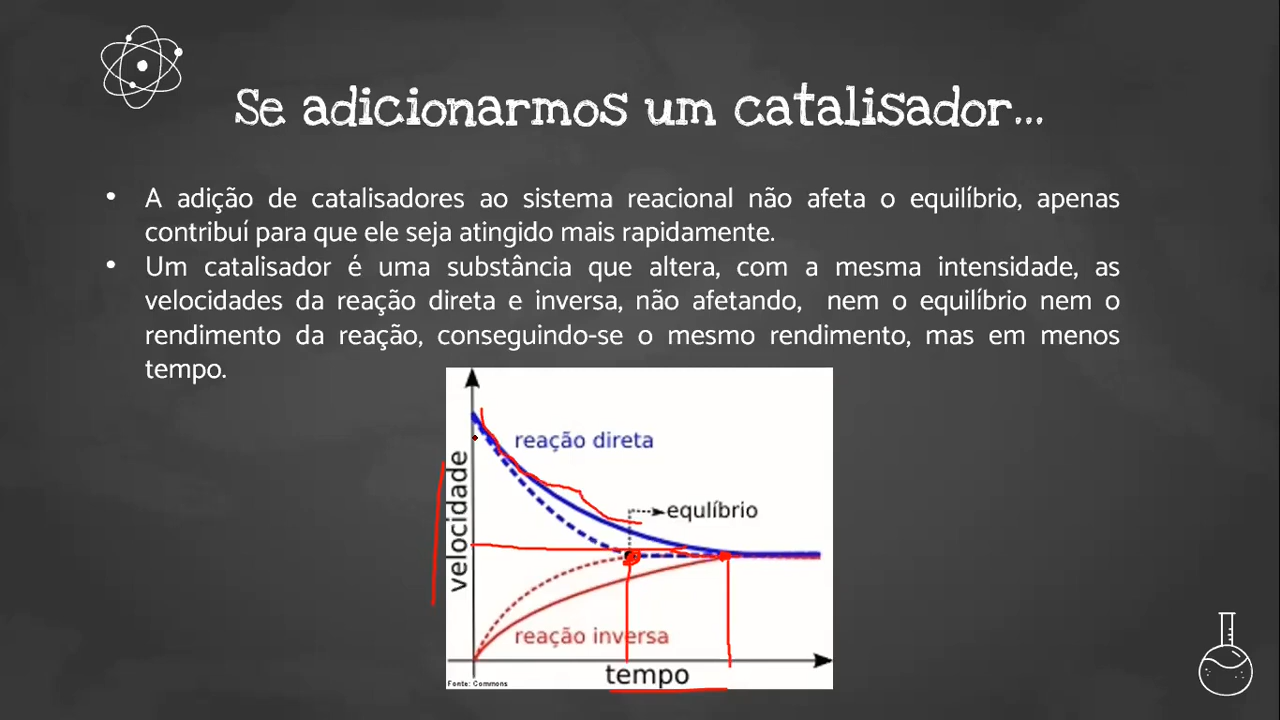 Se adicionarmos um catalisador...
• A adição de catalisadores ao sistema reacional não afeta o equilíbrio, apenas
contribuí para que ele seja atingido mais rapidamente.
• Um catalisador é uma substância que altera, com a mesma intensidade, as
velocidades da reação direta e inversa, não afetando, nem o equilíbrio nem o
rendimento da reação, conseguindo-se o mesmo rendimento, mas em menos
tempo.
reação direta
velocidade
equlíbrio
reação inversa
tempo
Fonte: Commons